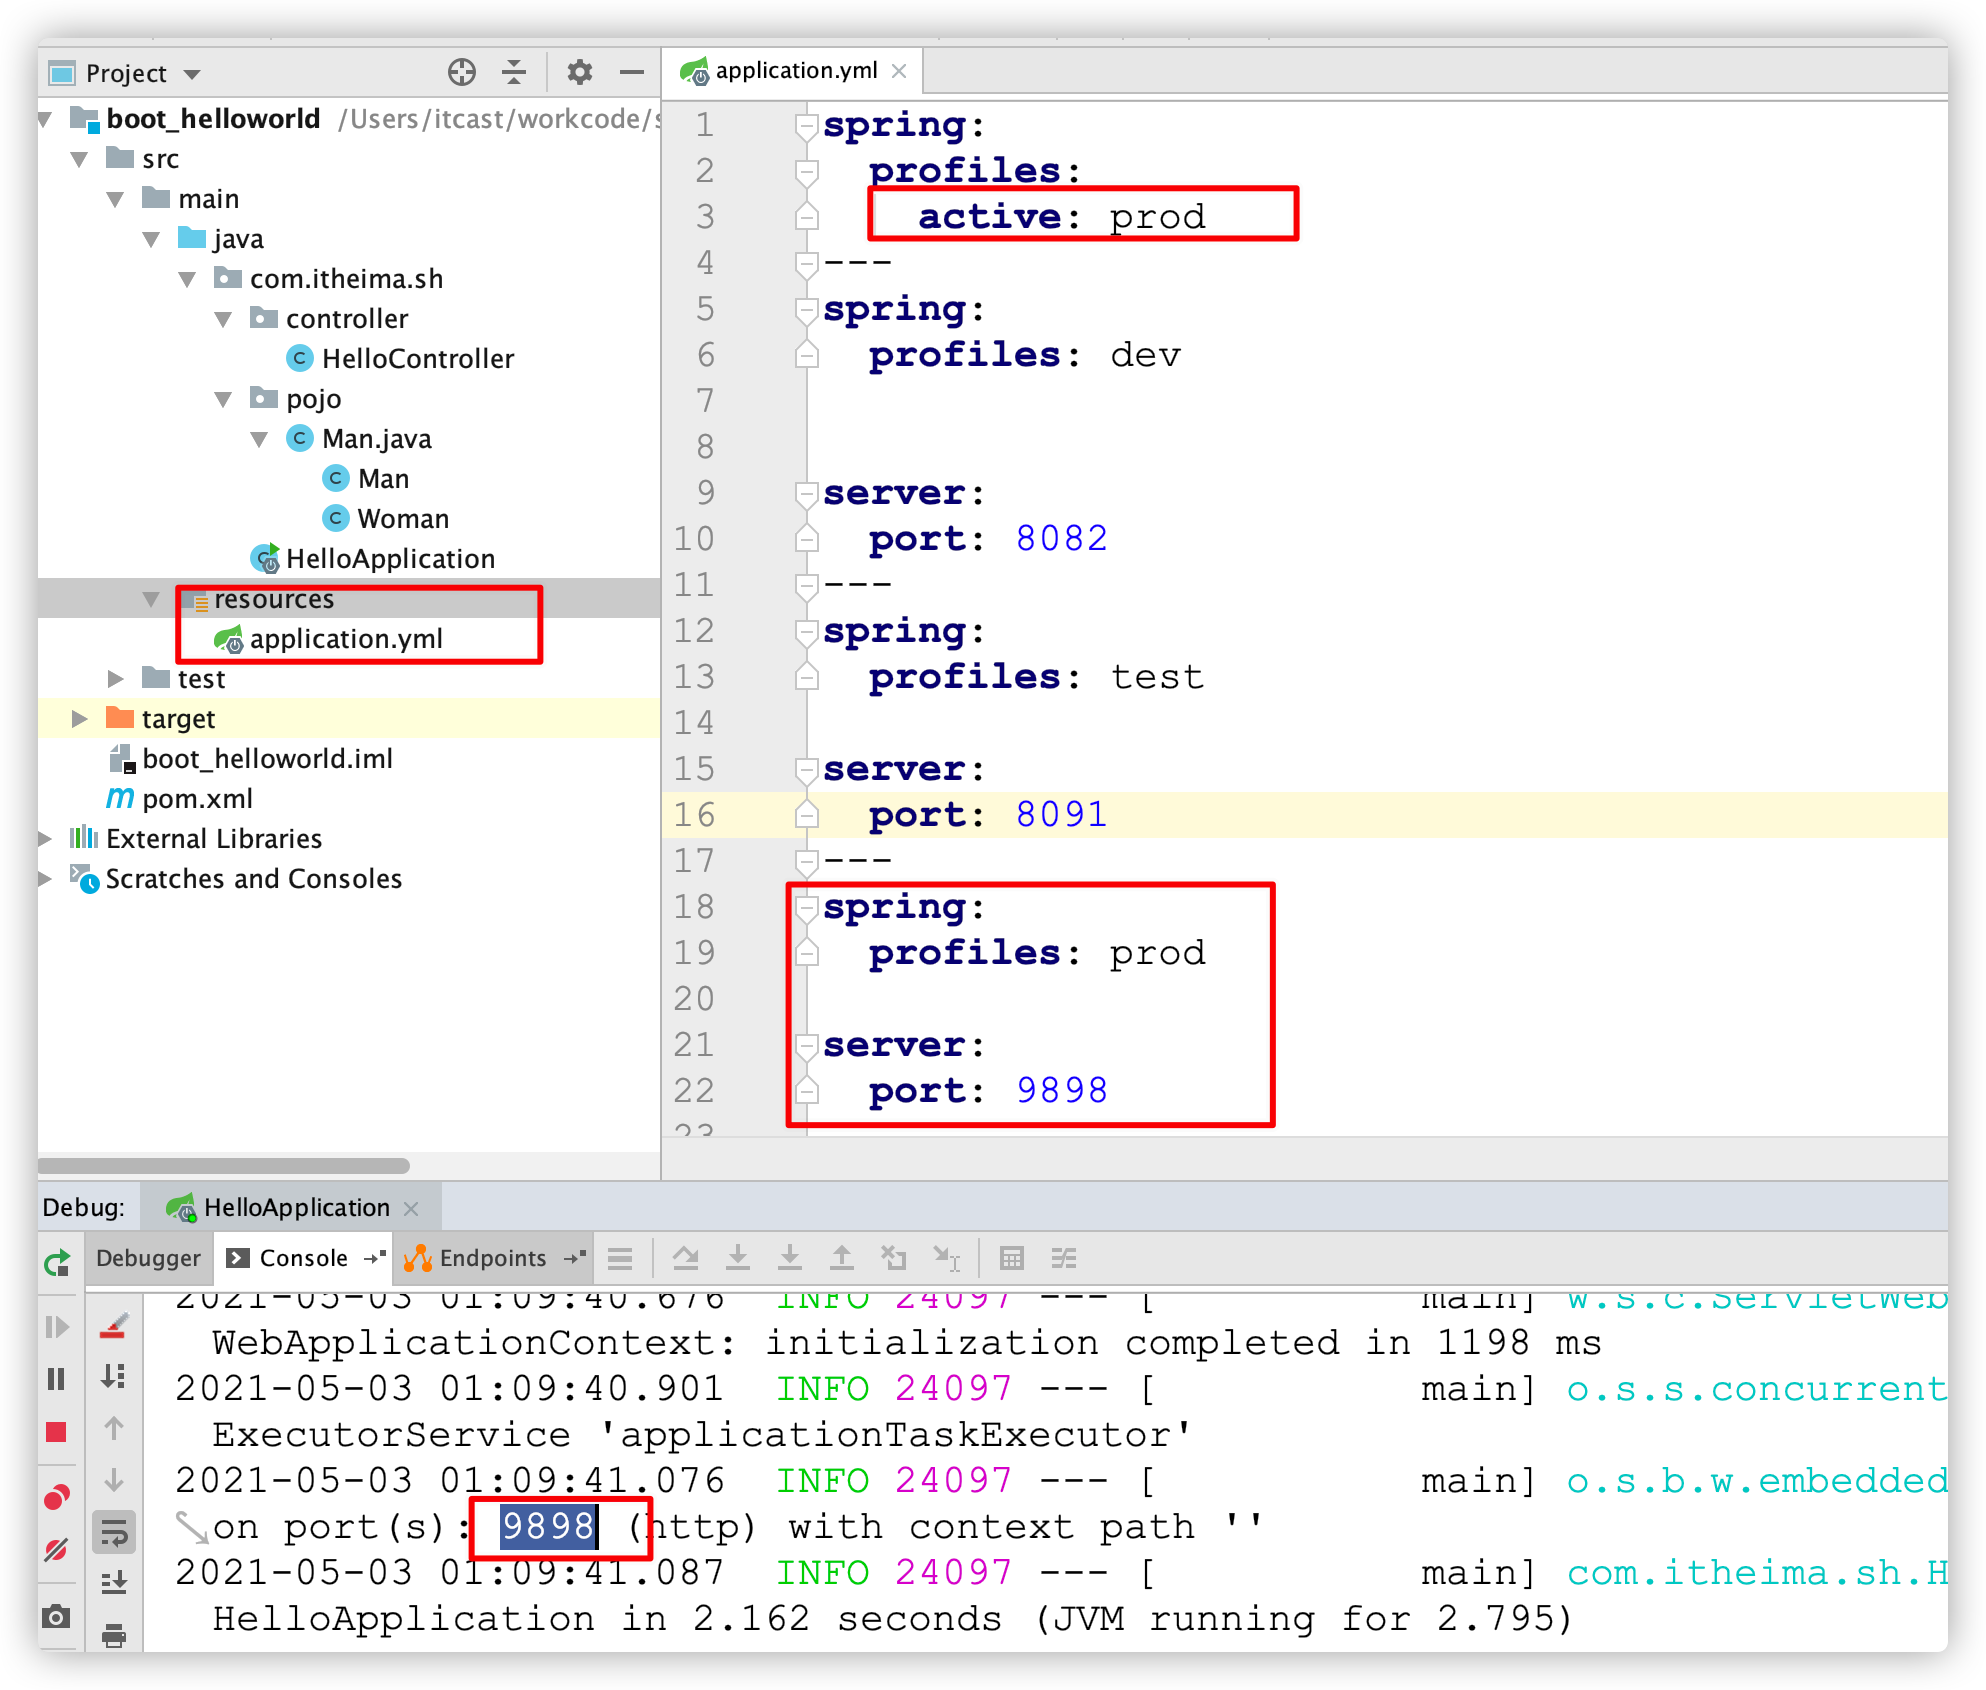 Project
boot_helloworld /Users/itcast/workcode/s
src
main
java
com.itheima.sh
controller
HelloController
pojo
Man.java
Man
Woman
HelloApplication
resources
application.yml
test
target
boot_helloworld.iml
pom.xml
External Libraries
Scratches and Consoles
application.yml
1 spring:
2 profiles:
3 active: prod
4 ---
5 spring:
6 profiles: dev
7
8
9 server:
10 port: 8082
11 ---
12 spring:
13 profiles: test
14
15 server:
16 port: 8091
17 ---
18 spring:
19 profiles: prod
20
21 server:
22 port: 9898
23
Debug: HelloApplication
Debugger Console Endpoints
2021-05-03 01:09:40.676 INFO 24097 --- [ main] w.s.c.ServletWeb
WebApplicationContext: initialization completed in 1198 ms
2021-05-03 01:09:40.901 INFO 24097 --- [ main] o.s.s.concurrent
ExecutorService 'applicationTaskExecutor'
2021-05-03 01:09:41.076 INFO 24097 --- [ main] o.s.b.w.embedded
on port(s): 9898 (http) with context path ''
2021-05-03 01:09:41.087 INFO 24097 --- [ main] com.itheima.sh.H
HelloApplication in 2.162 seconds (JVM running for 2.795)